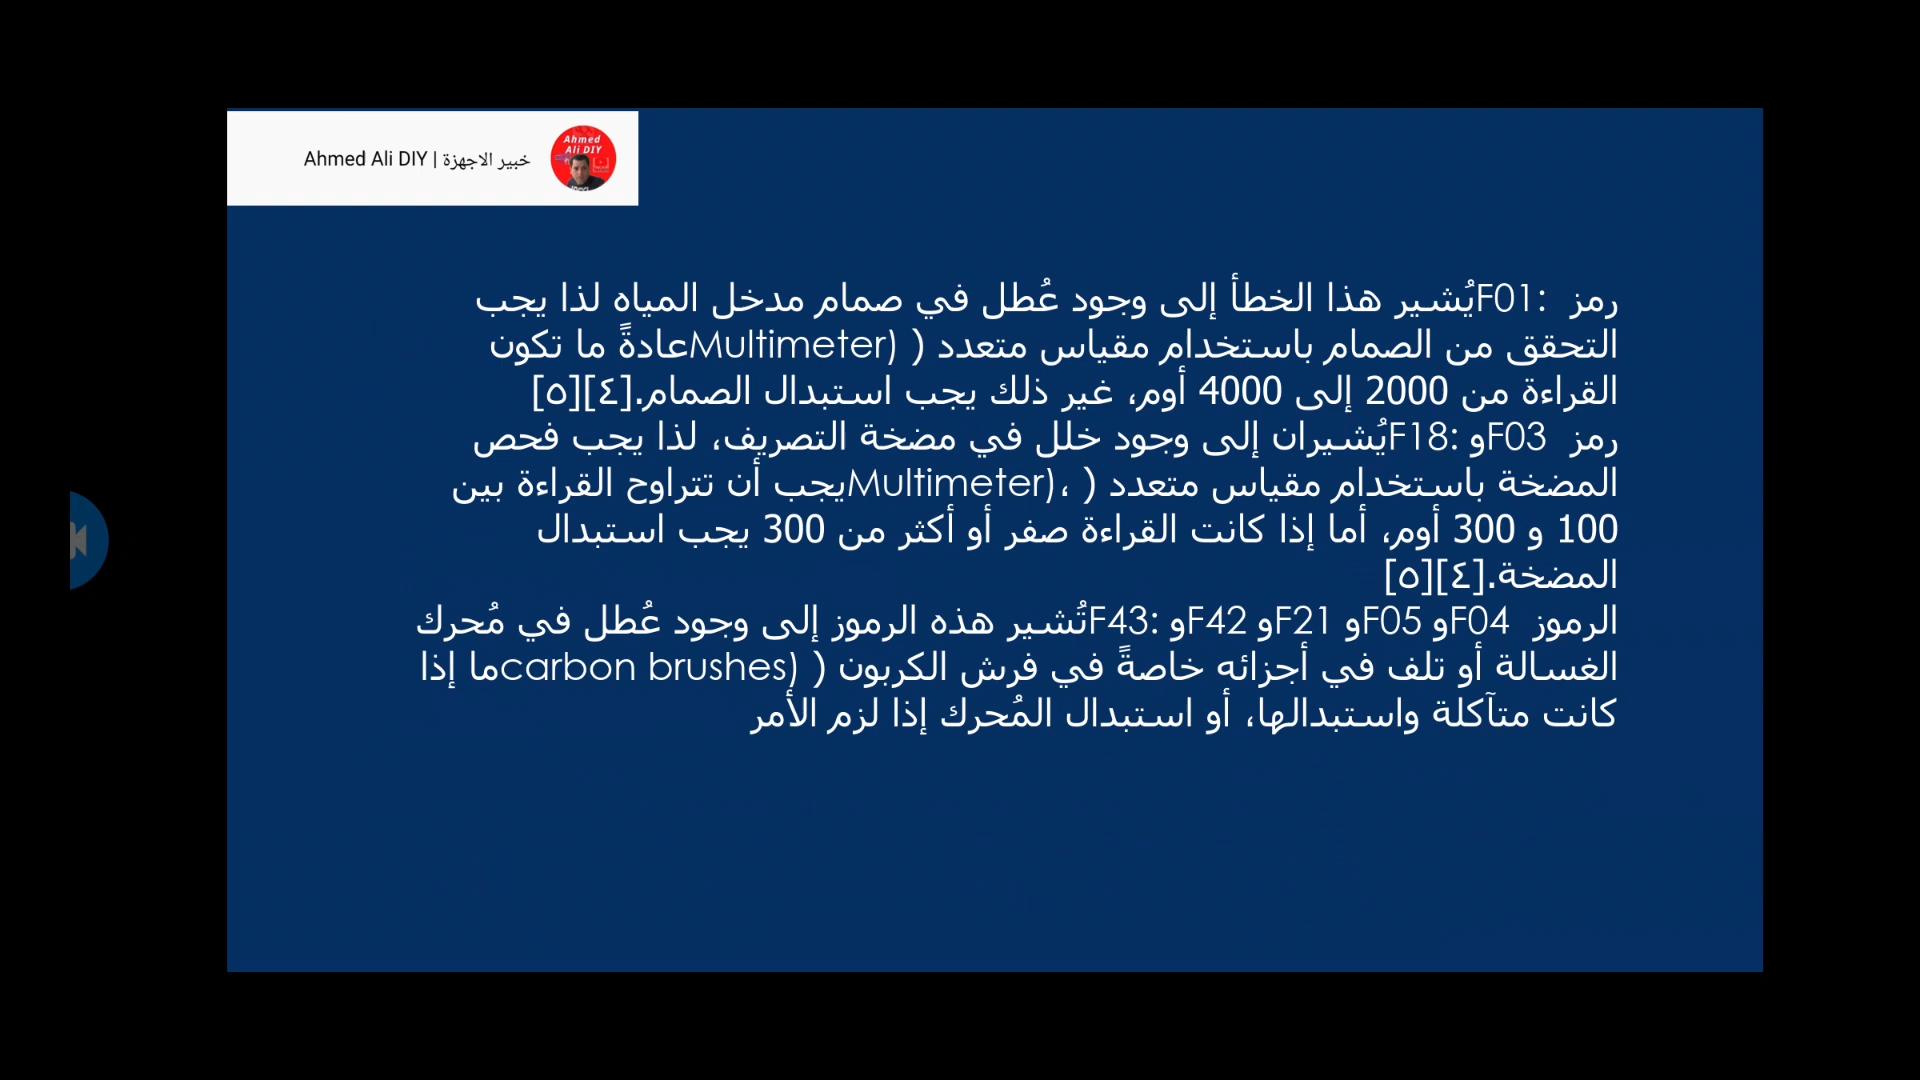 Ahmed Ali DIY | خبير الاجهزة
Ahmed
Ali DIY
رمز F01: يُشير هذا الخطأ إلى وجود عُطل في صمام مدخل المياه لذا يجب
التحقق من الصمام باستخدام مقياس متعدد ( Multimeter) عادةً ما تكون
القراءة من 2000 إلى 4000 أوم، غير ذلك يجب استبدال الصمام.[٤][٥]
رمز F03 و F18: يُشيران إلى وجود خلل في مضخة التصريف، لذا يجب فحص
المضخة باستخدام مقياس متعدد ( Multimeter)، يجب أن تتراوح القراءة بين
100 و 300 أوم، أما إذا كانت القراءة صفر أو أكثر من 300 يجب استبدال
المضخة.[٤][٥]
الرموز F04 و F05 و F21 و F42 و F43: تُشير هذه الرموز إلى وجود عُطل في مُحرك
الغسالة أو تلف في أجزائه خاصةً في فرش الكربون ( carbon brushes) ما إذا
كانت متآكلة واستبدالها، أو استبدال المُحرك إذا لزم الأمر